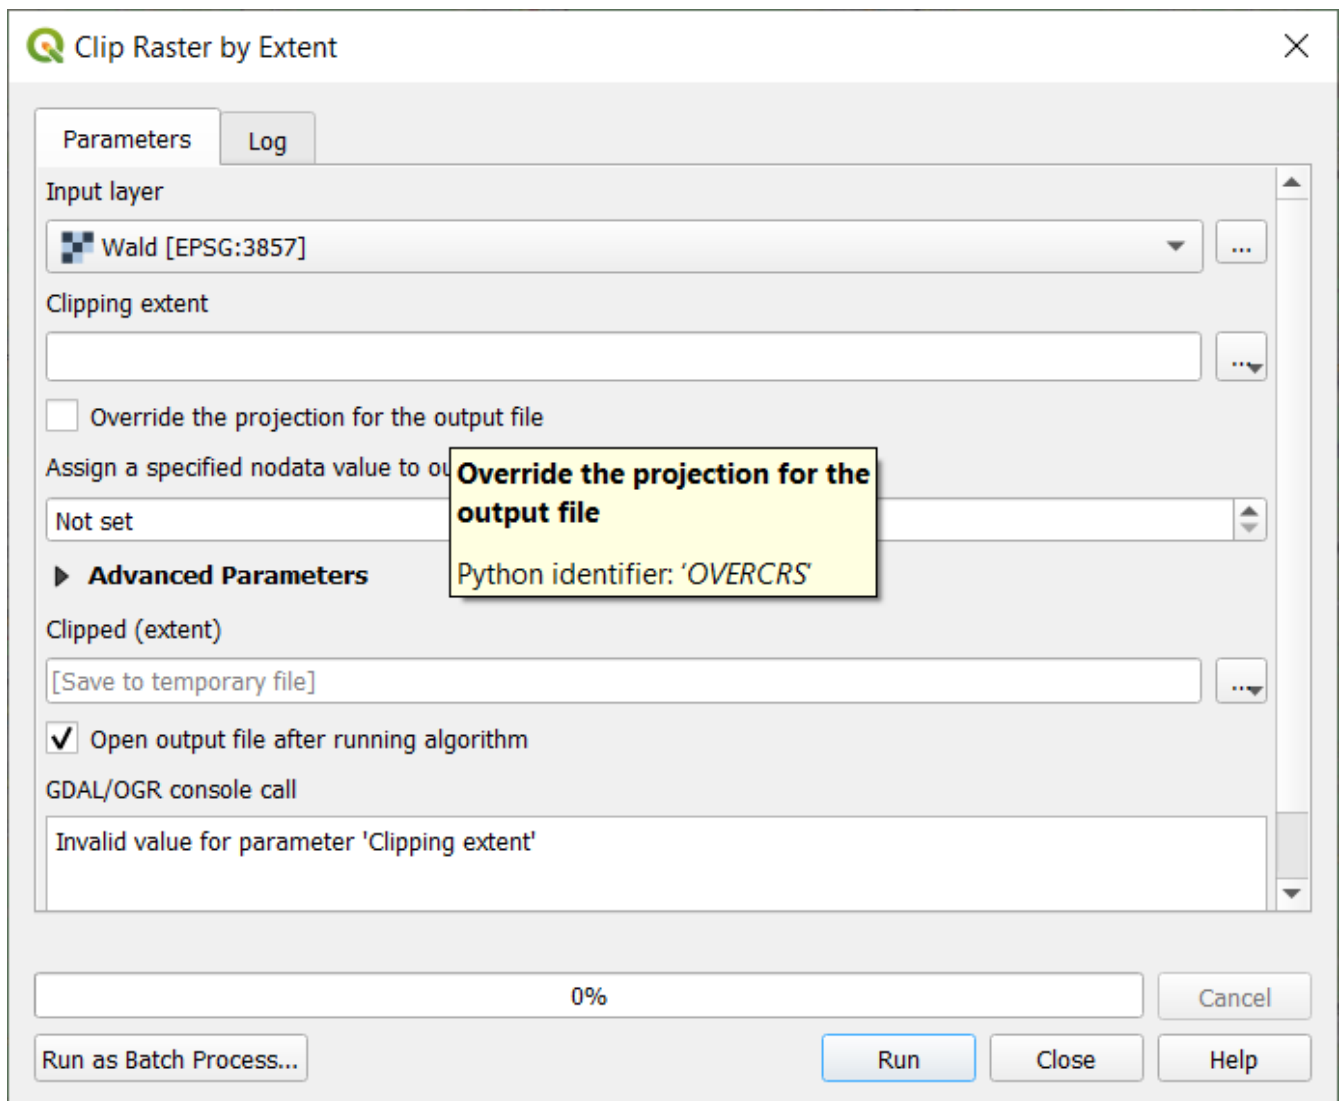 Clip Raster by Extent
Parameters
Log
Input layer
Wald [EPSG:3857]
...
Clipping extent
...
Override the projection for the output file
Assign a specified nodata value to
Override the projection for the
output file
Python identifier: ‘OVERCRS’
Not set
Advanced Parameters
Clipped (extent)
[Save to temporary file]
...
Open output file after running algorithm
GDAL/OGR console call
Invalid value for parameter 'Clipping extent'
0%
Cancel
Run as Batch Process...
Run
Close
Help